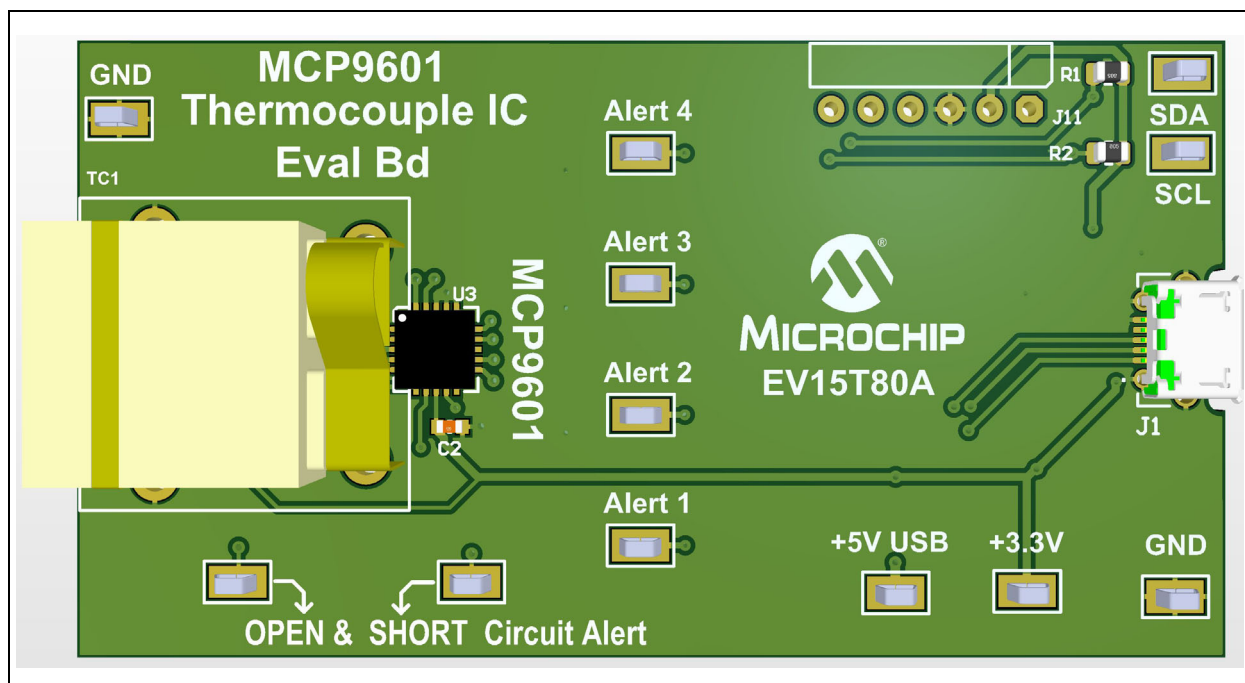 MCP9601
Thermocouple IC
Eval Bd
GND
TC1
Alert 4
R1
J11
SDA
R2
SCL
Alert 3
U3
MCP9601
®
MICROCHIP
EV15T80A
Alert 2
C2
J1
Alert 1
+5V USB
+3.3V
GND
OPEN & SHORT Circuit Alert